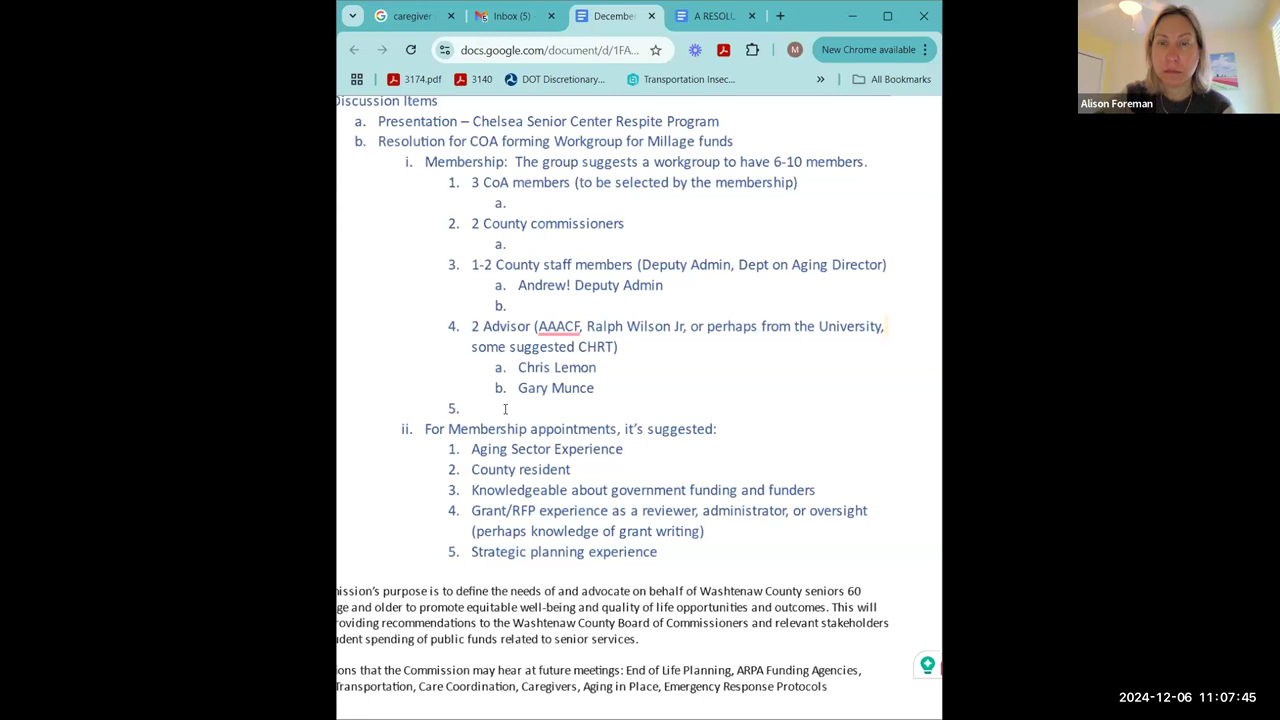 caregiver
Inbox (5)
December
A RESOLU
docs.google.com/document/d/1FA...
M
New Chrome available
3174.pdf
3140
DOT Discretionary...
Transportation Insec...
»
All Bookmarks
Alison Foreman
Discussion Items
a. Presentation – Chelsea Senior Center Respite Program
b. Resolution for COA forming Workgroup for Millage funds
i. Membership: The group suggests a workgroup to have 6-10 members.
1. 3 CoA members (to be selected by the membership)
a.
2. 2 County commissioners
a.
3. 1-2 County staff members (Deputy Admin, Dept on Aging Director)
a. Andrew! Deputy Admin
b.
4. 2 Advisor (AAACF, Ralph Wilson Jr, or perhaps from the University,
some suggested CHRT)
a. Chris Lemon
b. Gary Munce
5.
ii. For Membership appointments, it's suggested:
1. Aging Sector Experience
2. County resident
3. Knowledgeable about government funding and funders
4. Grant/RFP experience as a reviewer, administrator, or oversight
(perhaps knowledge of grant writing)
5. Strategic planning experience
mission's purpose is to define the needs of and advocate on behalf of Washtenaw County seniors 60
ge and older to promote equitable well-being and quality of life opportunities and outcomes. This will
roviding recommendations to the Washtenaw County Board of Commissioners and relevant stakeholders
udent spending of public funds related to senior services.
ions that the Commission may hear at future meetings: End of Life Planning, ARPA Funding Agencies,
Transportation, Care Coordination, Caregivers, Aging in Place, Emergency Response Protocols
2024-12-06 11:07:45